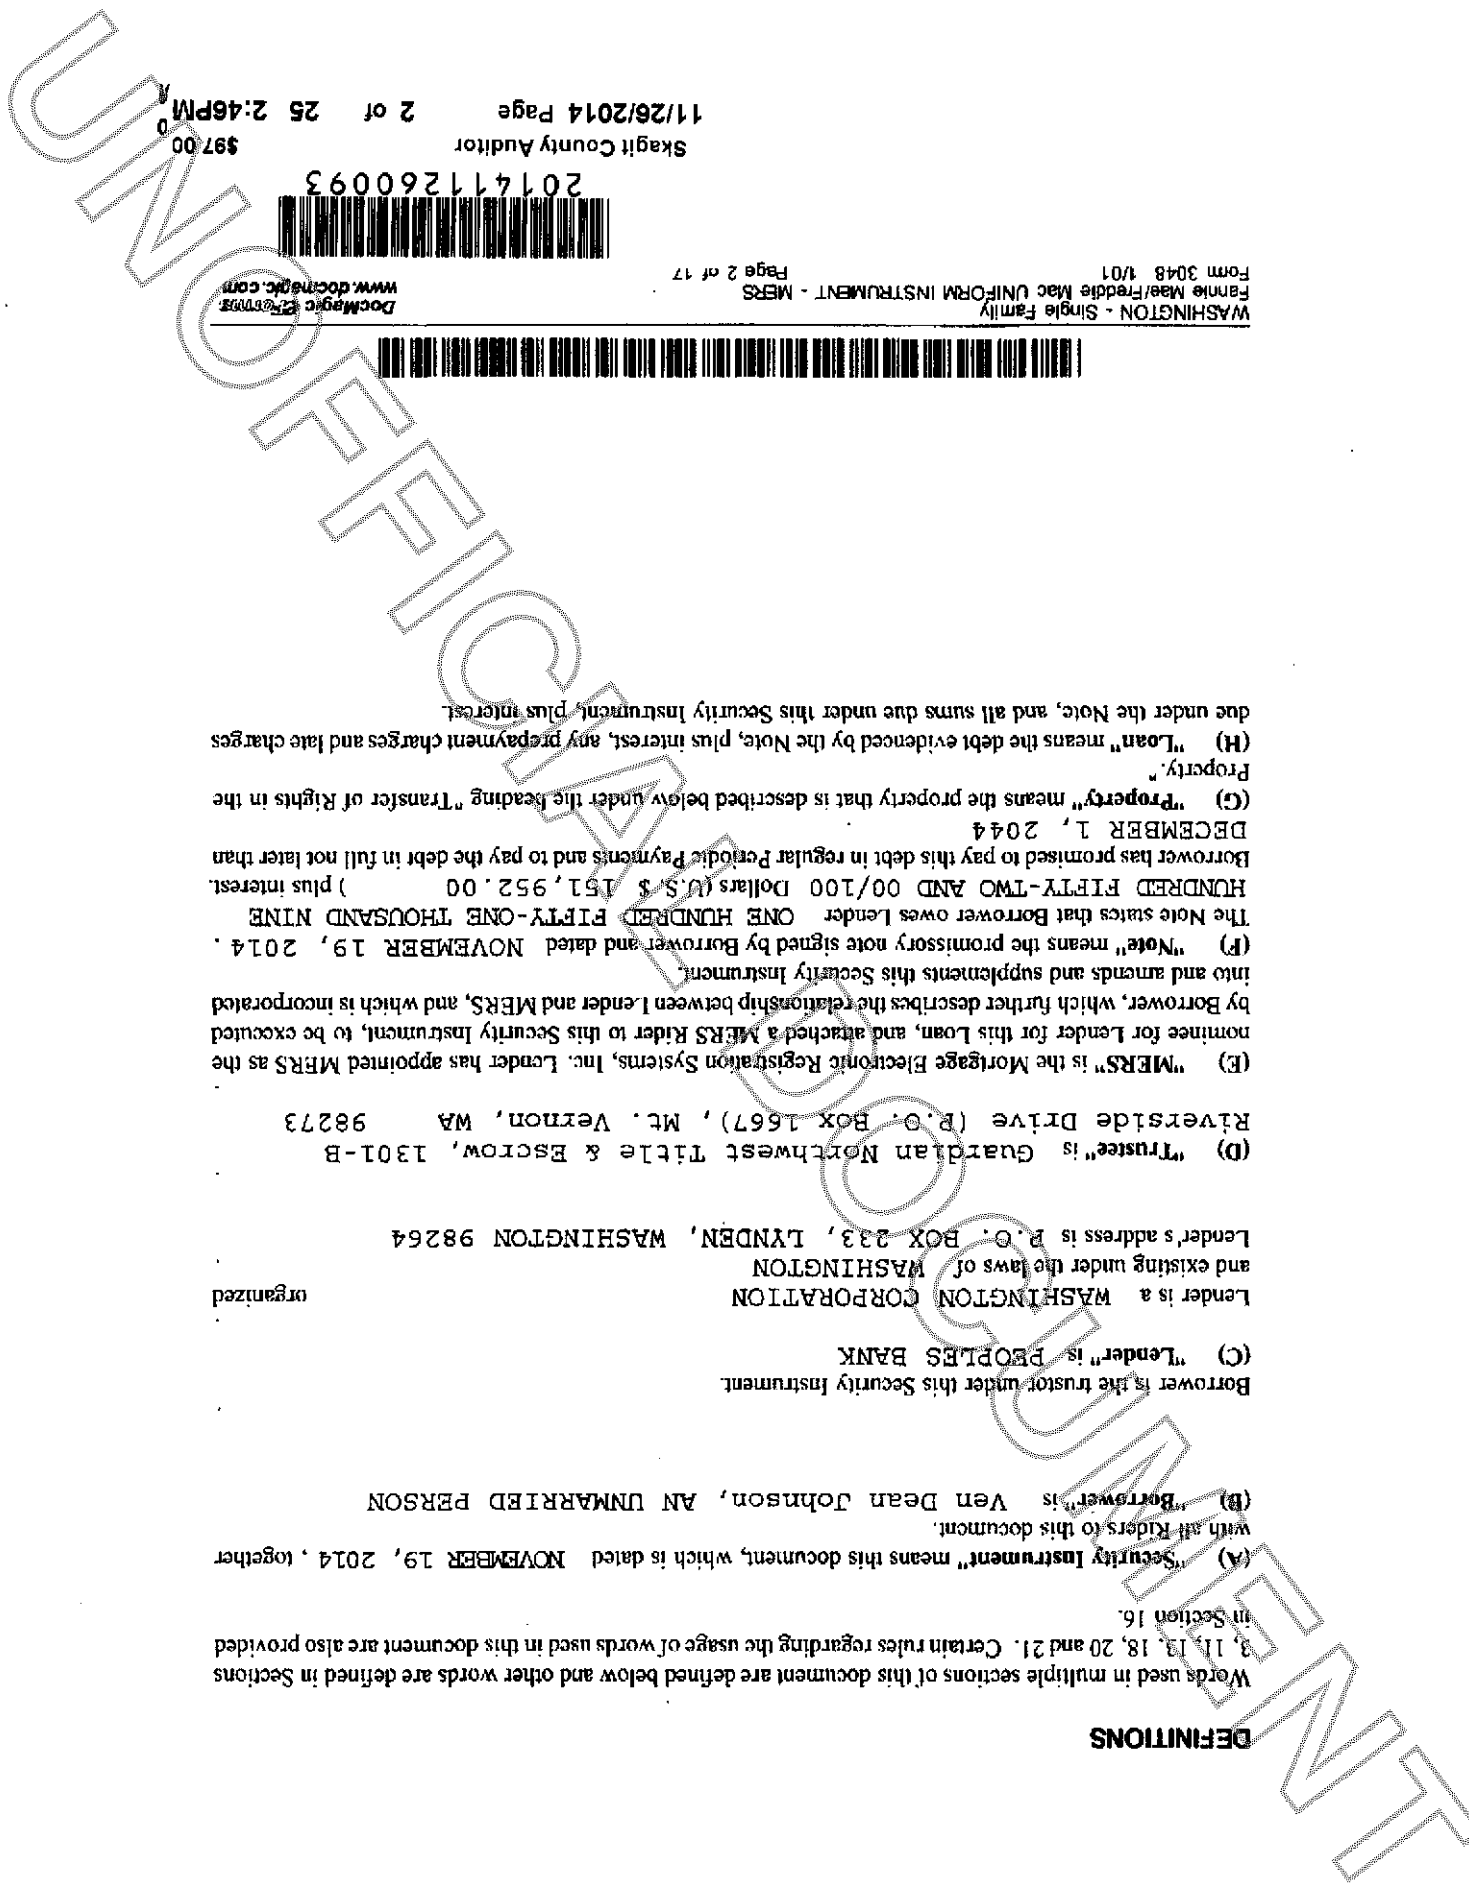 DEFINITIONS
Words used in multiple sections of this document are defined below and other words are defined in Sections
3, 11, 13, 18, 20 and 21. Certain rules regarding the usage of words used in this document are also provided
in Section 16.
(A) "Security Instrument" means this document, which is dated NOVEMBER 19, 2014 , together
with all Riders to this document.
(B) "Borrower" is Ven Dean Johnson, AN UNMARRIED PERSON
Borrower is the trustor under this Security Instrument.
(C) "Lender" is PEOPLES BANK
Lender is a WASHINGTON CORPORATION organized
and existing under the laws of WASHINGTON .
Lender's address is P.O. BOX 233, LYNDEN, WASHINGTON 98264
(D) "Trustee" is Guardian Northwest Title & Escrow, 1301-B
Riverside Drive (P.O. Box 1667), Mt. Vernon, WA 98273
(E) "MERS" is the Mortgage Electronic Registration Systems, Inc. Lender has appointed MERS as the
nominee for Lender for this Loan, and attached a MERS Rider to this Security Instrument, to be executed
by Borrower, which further describes the relationship between Lender and MERS, and which is incorporated
into and amends and supplements this Security Instrument.
(F) "Note" means the promissory note signed by Borrower and dated NOVEMBER 19, 2014 .
The Note states that Borrower owes Lender ONE HUNDRED FIFTY-ONE THOUSAND NINE
HUNDRED FIFTY-TWO AND 00/100 Dollars (U.S. $ 151,952.00 ) plus interest.
Borrower has promised to pay this debt in regular Periodic Payments and to pay the debt in full not later than
DECEMBER 1, 2044 .
(G) "Property" means the property that is described below under the heading "Transfer of Rights in the
Property."
(H) "Loan" means the debt evidenced by the Note, plus interest, any prepayment charges and late charges
due under the Note, and all sums due under this Security Instrument, plus interest.
WASHINGTON - Single Family
Fannie Mae/Freddie Mac UNIFORM INSTRUMENT - MERS
Form 3048 1/01 Page 2 of 17
DocMagic
www.docmagic.com
201411260093
Skagit County Auditor $97.00
11/26/2014 Page 2 of 25 2:46PM
UNOFFICIAL DOCUMENT